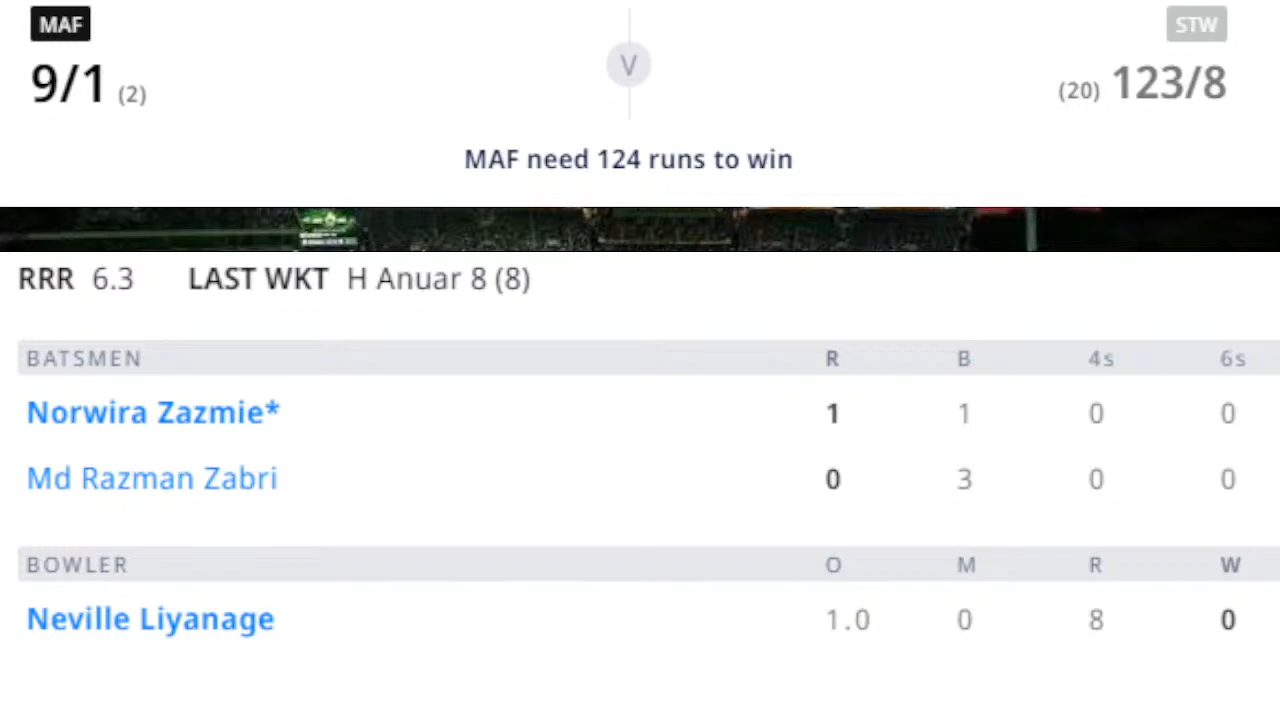 MAF
STW
9/1 (2)
V
(20) 123/8
MAF need 124 runs to win
RRR 6.3 LAST WKT H Anuar 8 (8)
BATSMEN R B 4s 6s
Norwira Zazmie* 1 1 0 0
Md Razman Zabri 0 3 0 0
BOWLER O M R W
Neville Liyanage 1.0 0 8 0